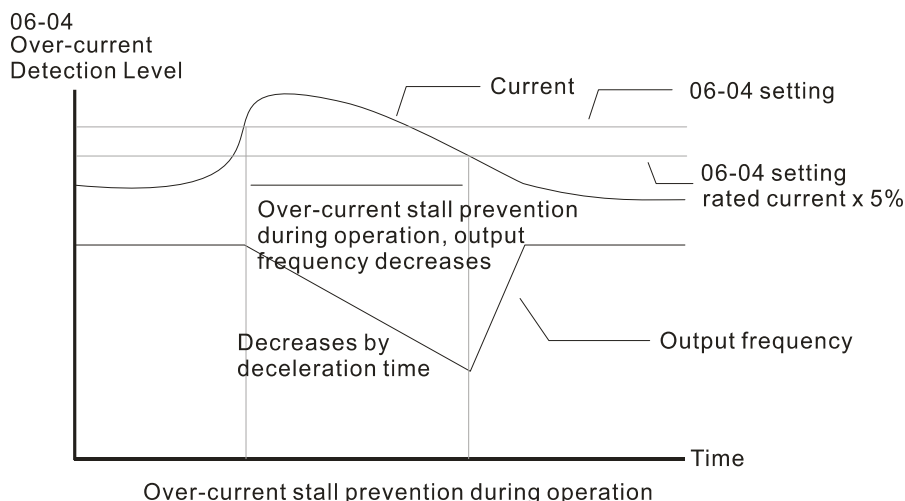 06-04
Over-current
Detection Level
Current
06-04 setting
06-04 setting
rated current x 5%
Over-current stall prevention
during operation, output
frequency decreases
Decreases by
deceleration time
Output frequency
Time
Over-current stall prevention during operation